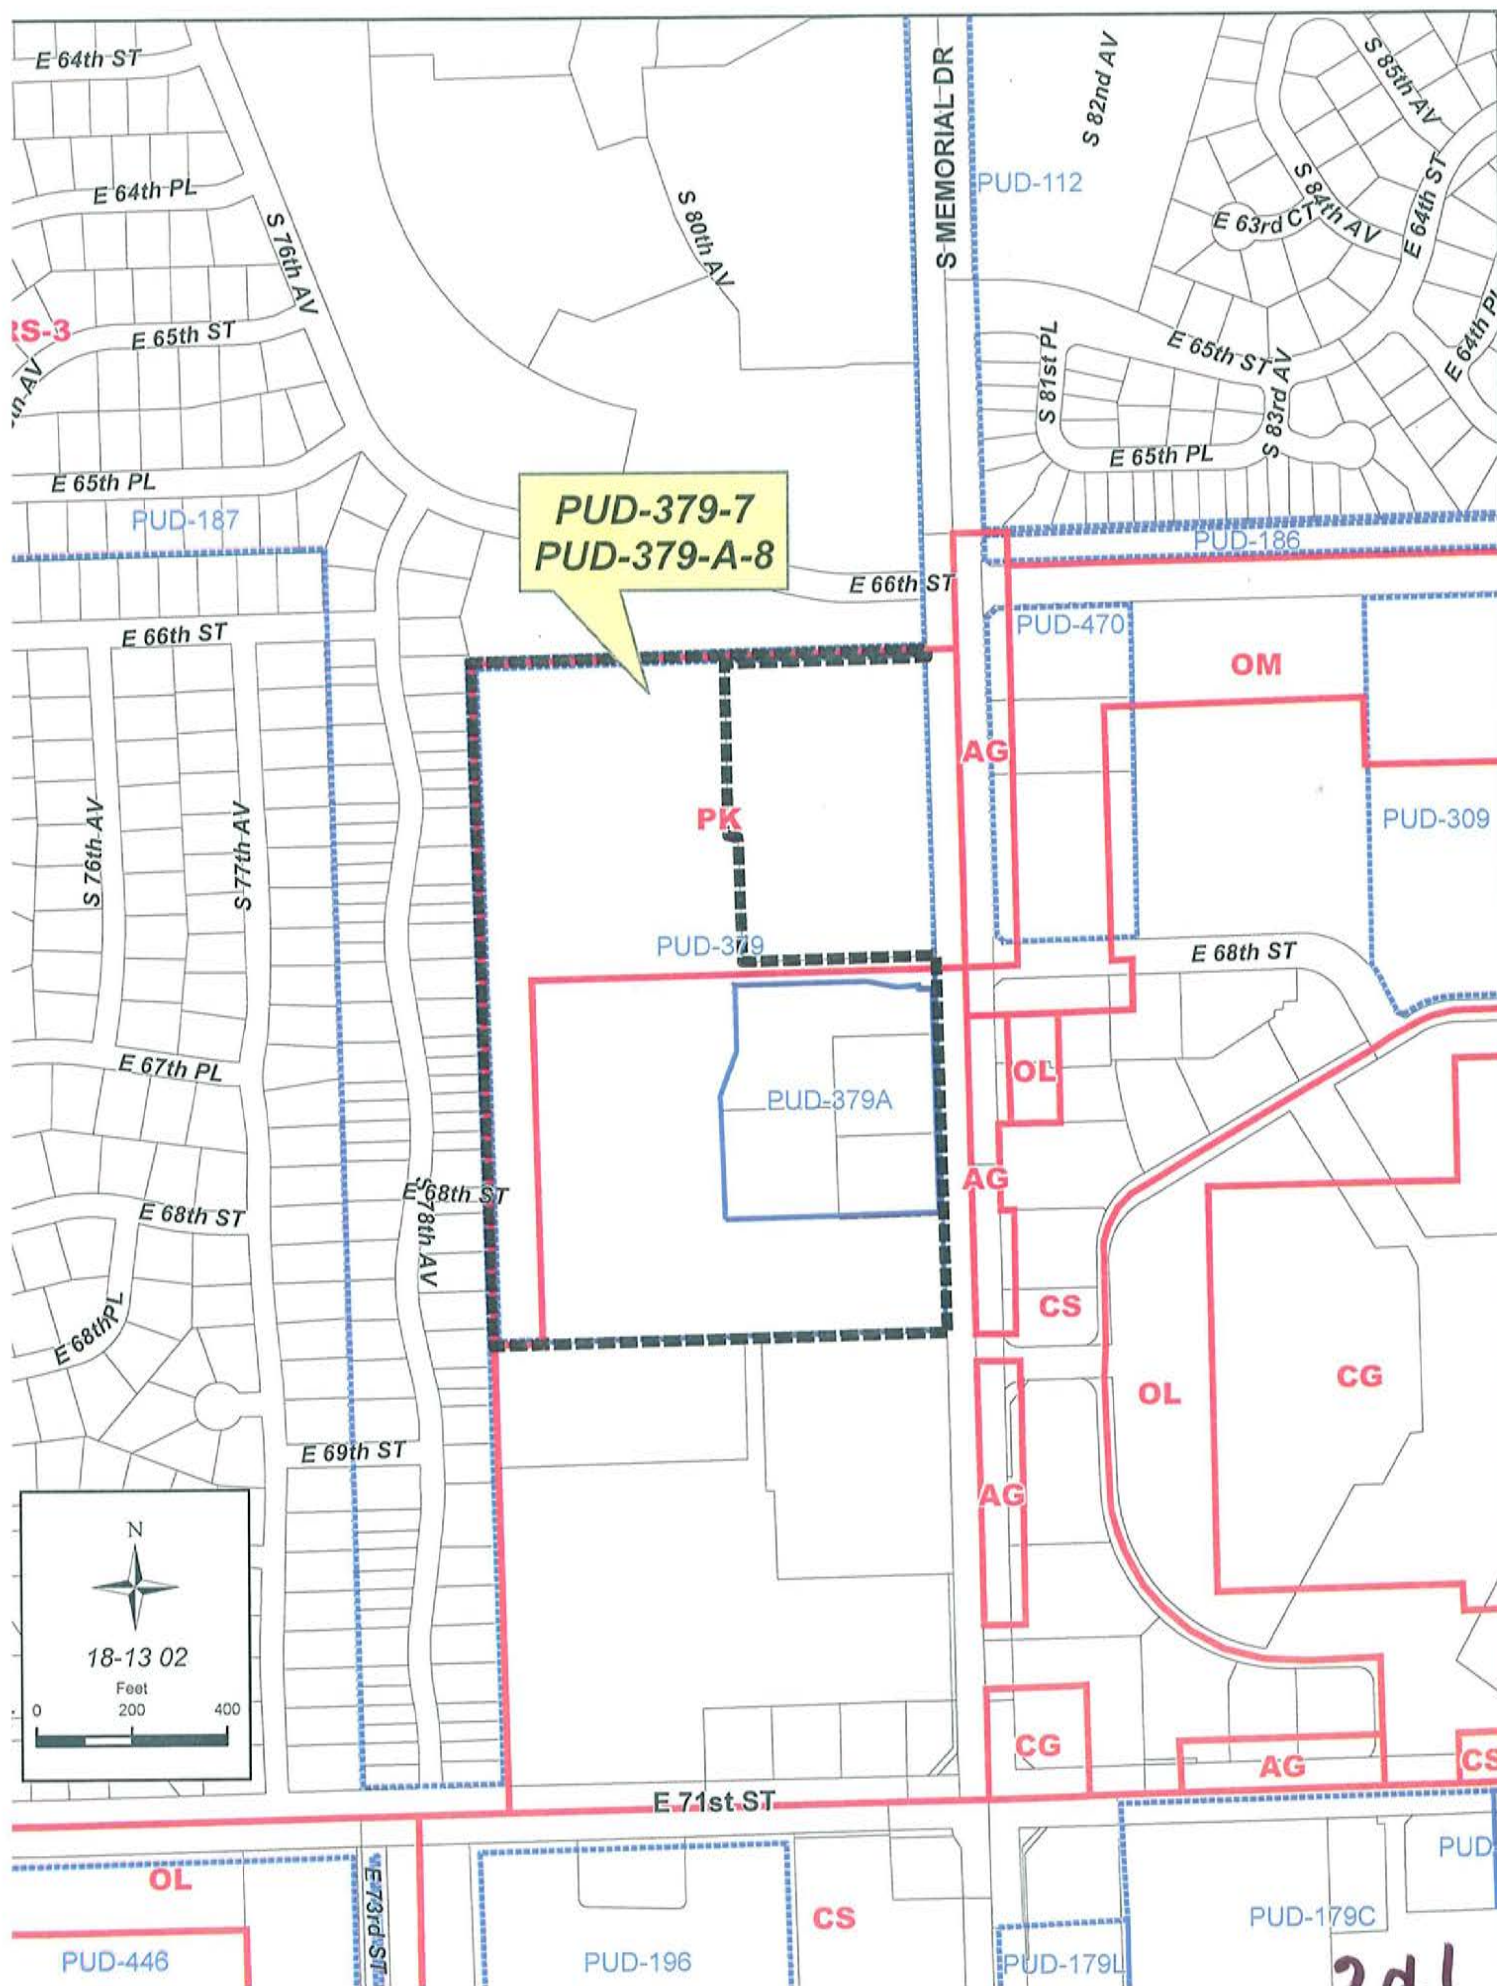 E 64th ST
S MEMORIAL DR
S 82nd AV
S 85th AV
E 64th PL
S 76th AV
S 80th AV
PUD-112
E 63rd CT
S 84th AV
E 64th ST
RS-3
E 65th ST
S 81st PL
E 65th ST
S 83rd AV
E 64th PL
E 65th PL
E 65th PL
PUD-187
PUD-379-7
PUD-379-A-8
PUD-186
E 66th ST
E 66th ST
PUD-470
OM
AG
S 76th AV
S 77th AV
PK
PUD-309
PUD-379
E 68th ST
E 67th PL
OL
PUD-379A
AG
E 68th ST
E 68th ST
S 78th AV
E 68th PL
CS
OL
CG
E 69th ST
AG
N
18-13 02
Feet
0 200 400
CG
AG
CS
E 71st ST
OL
E 73rd ST
CS
PUD
PUD-179C
PUD-446
PUD-196
PUD-179L